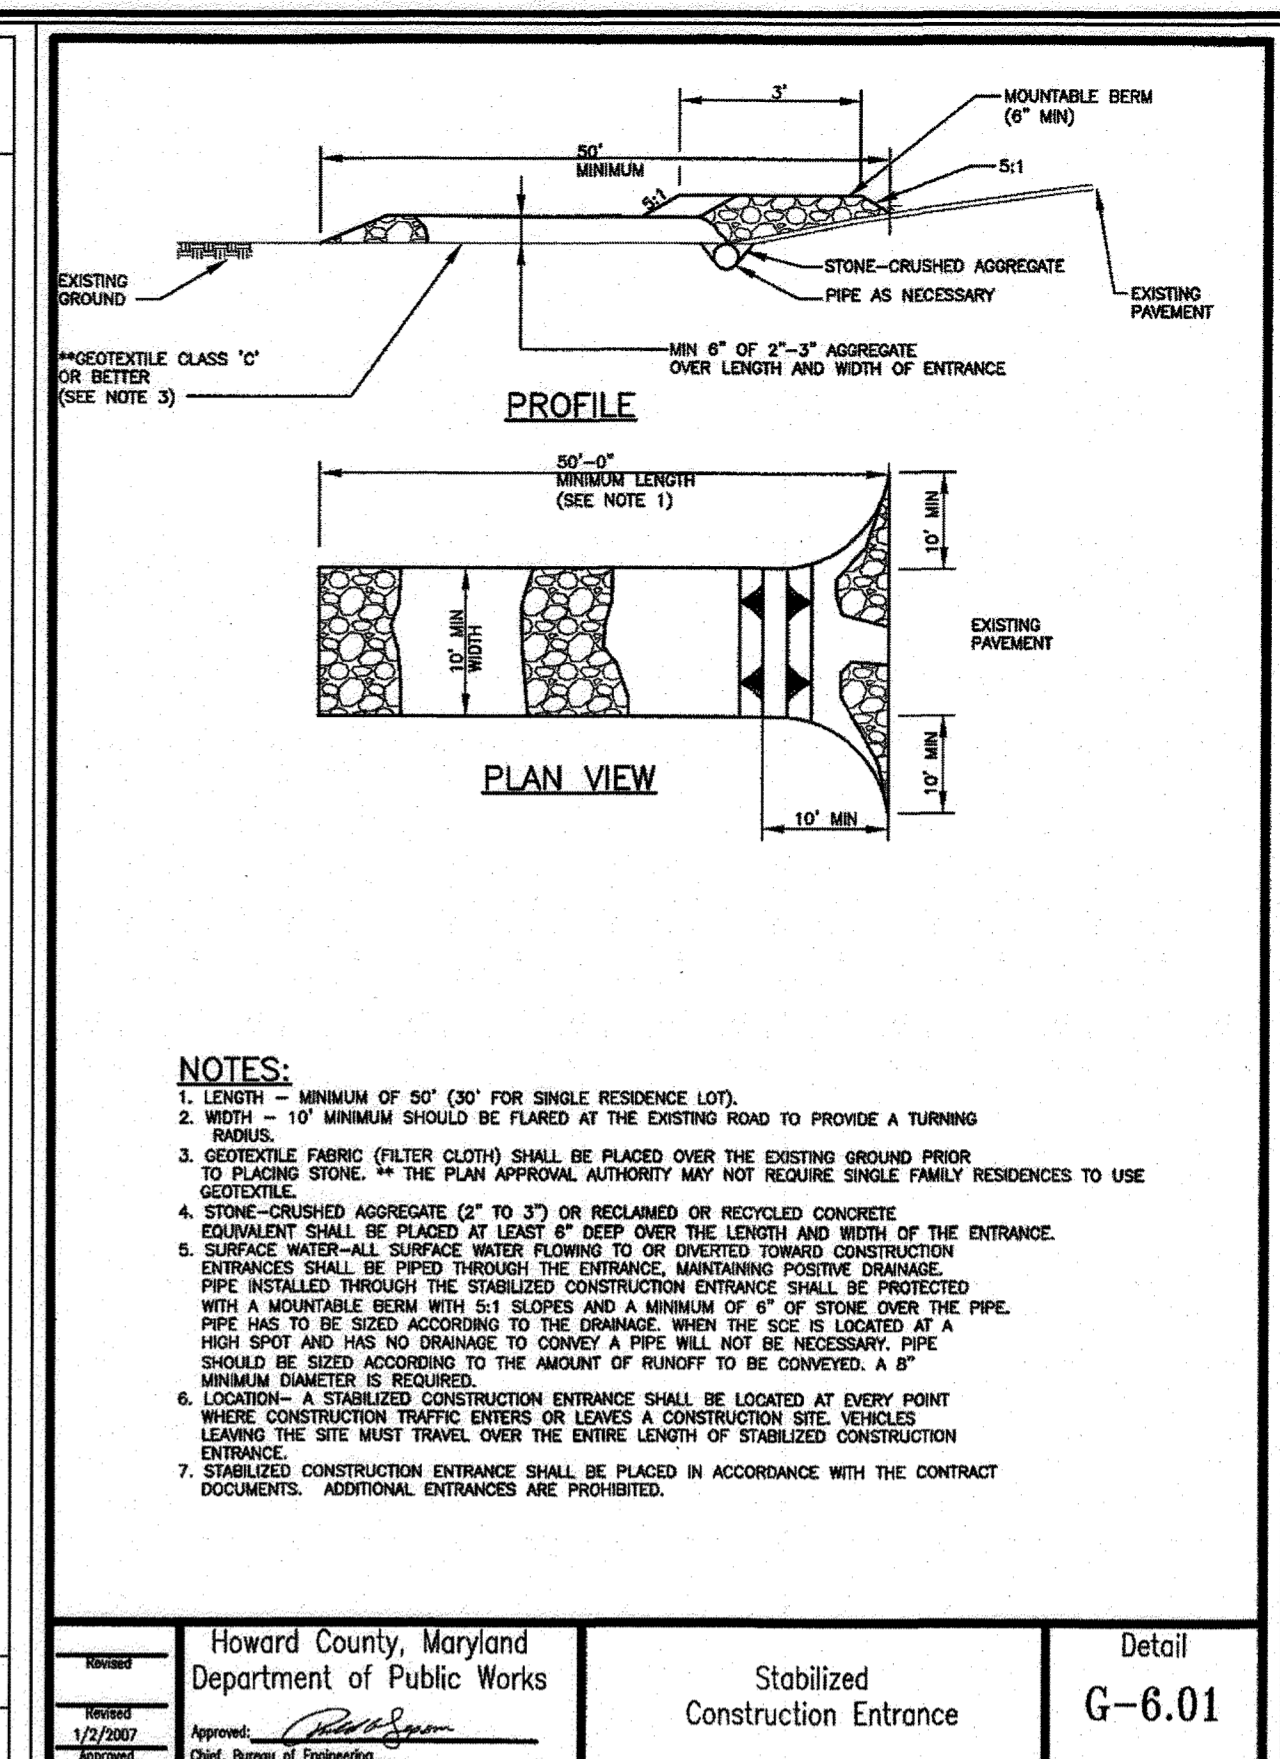 3'
MOUNTABLE BERM
(6" MIN)
50'
MINIMUM
5:1
5:1
EXISTING
GROUND
STONE-CRUSHED AGGREGATE
PIPE AS NECESSARY
EXISTING
PAVEMENT
**GEOTEXTILE CLASS 'C'
OR BETTER
(SEE NOTE 3)
MIN 6" OF 2"-3" AGGREGATE
OVER LENGTH AND WIDTH OF ENTRANCE
PROFILE
50'-0"
MINIMUM LENGTH
(SEE NOTE 1)
10' MIN
10' MIN
WIDTH
EXISTING
PAVEMENT
10' MIN
PLAN VIEW
10' MIN
NOTES:
1. LENGTH - MINIMUM OF 50' (30' FOR SINGLE RESIDENCE LOT).
2. WIDTH - 10' MINIMUM SHOULD BE FLARED AT THE EXISTING ROAD TO PROVIDE A TURNING
RADIUS.
3. GEOTEXTILE FABRIC (FILTER CLOTH) SHALL BE PLACED OVER THE EXISTING GROUND PRIOR
TO PLACING STONE. ** THE PLAN APPROVAL AUTHORITY MAY NOT REQUIRE SINGLE FAMILY RESIDENCES TO USE
GEOTEXTILE.
4. STONE-CRUSHED AGGREGATE (2" TO 3") OR RECLAIMED OR RECYCLED CONCRETE
EQUIVALENT SHALL BE PLACED AT LEAST 6" DEEP OVER THE LENGTH AND WIDTH OF THE ENTRANCE.
5. SURFACE WATER-ALL SURFACE WATER FLOWING TO OR DIVERTED TOWARD CONSTRUCTION
ENTRANCES SHALL BE PIPED THROUGH THE ENTRANCE, MAINTAINING POSITIVE DRAINAGE.
PIPE INSTALLED THROUGH THE STABILIZED CONSTRUCTION ENTRANCE SHALL BE PROTECTED
WITH A MOUNTABLE BERM WITH 5:1 SLOPES AND A MINIMUM OF 6" OF STONE OVER THE PIPE.
PIPE HAS TO BE SIZED ACCORDING TO THE DRAINAGE. WHEN THE SCE IS LOCATED AT A
HIGH SPOT AND HAS NO DRAINAGE TO CONVEY A PIPE WILL NOT BE NECESSARY. PIPE
SHOULD BE SIZED ACCORDING TO THE AMOUNT OF RUNOFF TO BE CONVEYED. A 8"
MINIMUM DIAMETER IS REQUIRED.
6. LOCATION- A STABILIZED CONSTRUCTION ENTRANCE SHALL BE LOCATED AT EVERY POINT
WHERE CONSTRUCTION TRAFFIC ENTERS OR LEAVES A CONSTRUCTION SITE. VEHICLES
LEAVING THE SITE MUST TRAVEL OVER THE ENTIRE LENGTH OF STABILIZED CONSTRUCTION
ENTRANCE.
7. STABILIZED CONSTRUCTION ENTRANCE SHALL BE PLACED IN ACCORDANCE WITH THE CONTRACT
DOCUMENTS. ADDITIONAL ENTRANCES ARE PROHIBITED.
Revised
Revised
1/2/2007
Approved
Howard County, Maryland
Department of Public Works
Approved:
Chief, Bureau of Engineering
Stabilized
Construction Entrance
Detail
G-6.01